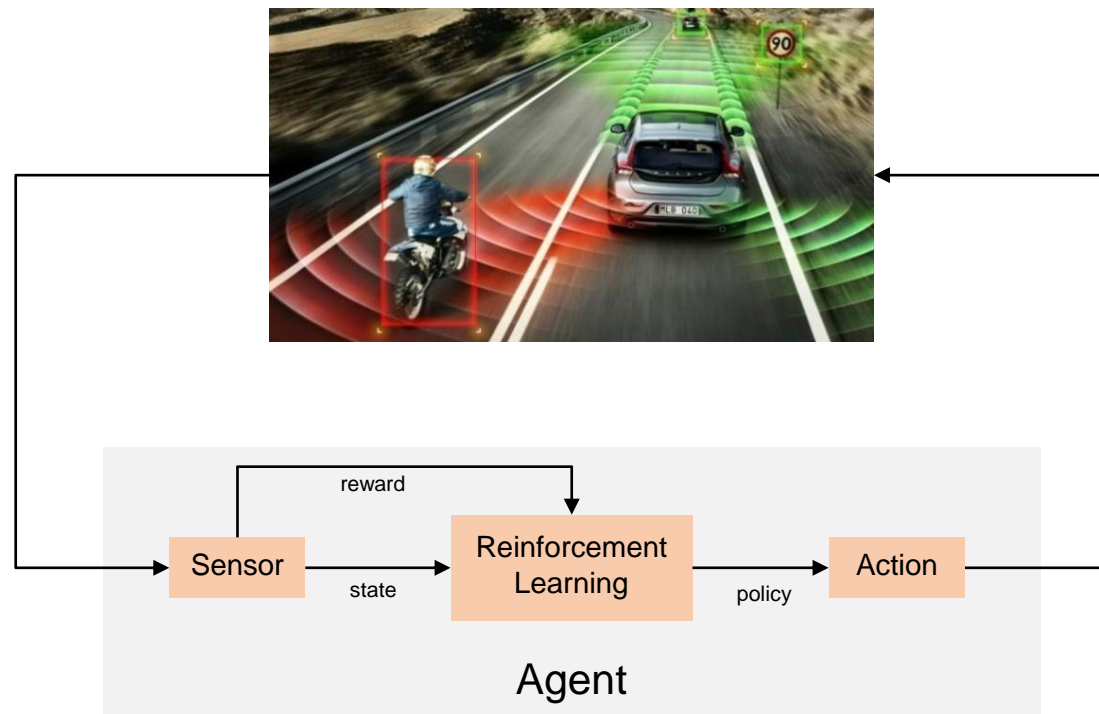 90
MLB 040
reward
Sensor
state
Reinforcement
Learning
policy
Action
Agent